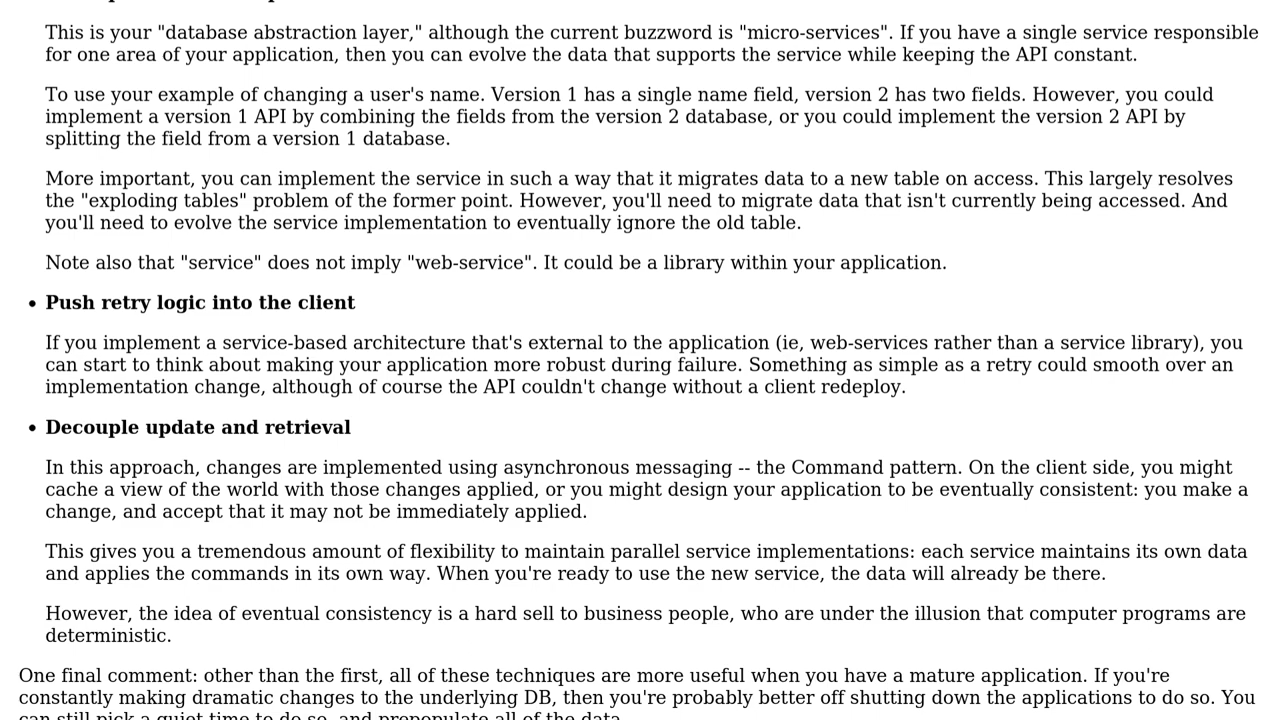 This is your "database abstraction layer," although the current buzzword is "micro-services". If you have a single service responsible
for one area of your application, then you can evolve the data that supports the service while keeping the API constant.
To use your example of changing a user's name. Version 1 has a single name field, version 2 has two fields. However, you could
implement a version 1 API by combining the fields from the version 2 database, or you could implement the version 2 API by
splitting the field from a version 1 database.
More important, you can implement the service in such a way that it migrates data to a new table on access. This largely resolves
the "exploding tables" problem of the former point. However, you'll need to migrate data that isn't currently being accessed. And
you'll need to evolve the service implementation to eventually ignore the old table.
Note also that "service" does not imply "web-service". It could be a library within your application.
• Push retry logic into the client
If you implement a service-based architecture that's external to the application (ie, web-services rather than a service library), you
can start to think about making your application more robust during failure. Something as simple as a retry could smooth over an
implementation change, although of course the API couldn't change without a client redeploy.
• Decouple update and retrieval
In this approach, changes are implemented using asynchronous messaging -- the Command pattern. On the client side, you might
cache a view of the world with those changes applied, or you might design your application to be eventually consistent: you make a
change, and accept that it may not be immediately applied.
This gives you a tremendous amount of flexibility to maintain parallel service implementations: each service maintains its own data
and applies the commands in its own way. When you're ready to use the new service, the data will already be there.
However, the idea of eventual consistency is a hard sell to business people, who are under the illusion that computer programs are
deterministic.
One final comment: other than the first, all of these techniques are more useful when you have a mature application. If you're
constantly making dramatic changes to the underlying DB, then you're probably better off shutting down the applications to do so. You
can still pick a quiet time to do so, and prepopulate all of the data.